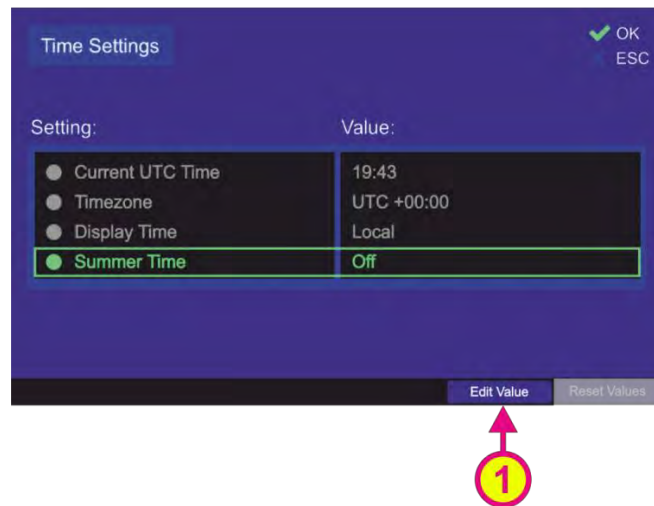 Time Settings
OK
ESC
Setting: Value:
Current UTC Time 19:43
Timezone UTC +00:00
Display Time Local
Summer Time Off
Edit Value Reset Values
1